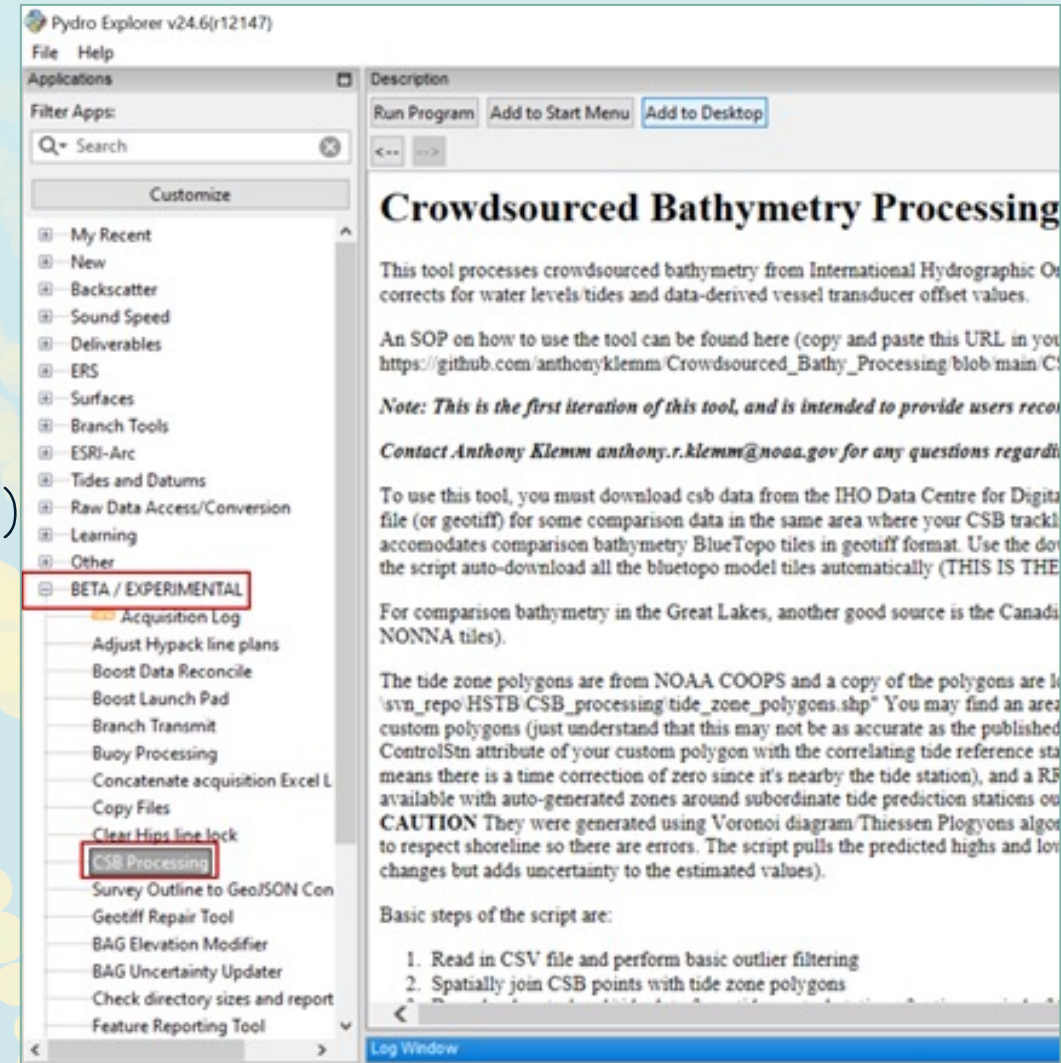 Pydro Explorer v24.6(r12147)
File Help
Applications
Filter Apps:
Search
Customize
My Recent
New
Backscatter
Sound Speed
Deliverables
ERS
Surfaces
Branch Tools
ESRI-Arc
Tides and Datums
Raw Data Access/Conversion
Learning
Other
BETA / EXPERIMENTAL
Acquisition Log
Adjust Hypack line plans
Boost Data Reconcile
Boost Launch Pad
Branch Transmit
Buoy Processing
Concatenate acquisition Excel L
Copy Files
Clear Hips line lock
CSB Processing
Survey Outline to GeoJSON Con
Geotiff Repair Tool
BAG Elevation Modifier
BAG Uncertainty Updater
Check directory sizes and report
Feature Reporting Tool
)
Description
Run Program Add to Start Menu Add to Desktop
<-- -->
Crowdsourced Bathymetry Processing
This tool processes crowdsourced bathymetry from International Hydrographic
corrects for water levels/tides and data-derived vessel transducer offset values.
An SOP on how to use the tool can be found here (copy and paste this URL in you
https://github.com/anthonyklemm/Crowdsourced_Bathy_Processing/blob/main/C
Note: This is the first iteration of this tool, and is intended to provide users reco
Contact Anthony Klemm anthony.r.klemm@noaa.gov for any questions regardi
To use this tool, you must download csb data from the IHO Data Centre for Digita
file (or geotiff) for some comparison data in the same area where your CSB trackl
accomodates comparison bathymetry BlueTopo tiles in geotiff format. Use the do
the script auto-download all the bluetopo model tiles automatically (THIS IS THE
For comparison bathymetry in the Great Lakes, another good source is the Canadi
NONNA tiles).
The tide zone polygons are from NOAA COOPS and a copy of the polygons are l
\svn_repo\HSTB\CSB_processing\tide_zone_polygons.shp" You may find an area
custom polygons (just understand that this may not be as accurate as the published
ControlStn attribute of your custom polygon with the correlating tide reference sta
means there is a time correction of zero since it's nearby the tide station), and a RR
available with auto-generated zones around subordinate tide prediction stations ou
CAUTION They were generated using Voronoi diagram/Thiessen Plogyons algor
to respect shoreline so there are errors. The script pulls the predicted highs and lov
changes but adds uncertainty to the estimated values).
Basic steps of the script are:
1. Read in CSV file and perform basic outlier filtering
2. Spatially join CSB points with tide zone polygons
Log Window